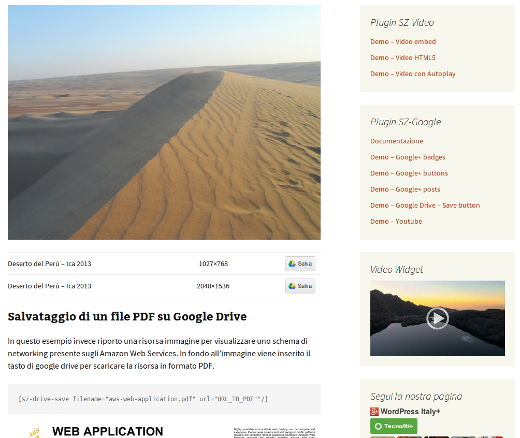 Deserto del Perù – Ica 2013 1027×768 Salva
Deserto del Perù – Ica 2013 2048×1536 Salva
Salvataggio di un file PDF su Google Drive
In questo esempio invece riporto una risorsa immagine per visualizzare uno schema di
networking presente sugli Amazon Web Services. In fondo all'immagine viene inserito il
tasto di google drive per scaricare la risorsa in formato PDF.
[sz-drive-save filename="aws-web-application.pdf" url="URL_TO_PDF"/]
WEB APPLICATION
Plugin SZ-Video
Demo – Video embed
Demo – Video HTML5
Demo – Video con Autoplay
Plugin SZ-Google
Documentazione
Demo – Google+ badges
Demo – Google+ buttons
Demo – Google+ posts
Demo – Google Drive – Save button
Demo – Youtube
Video Widget
Segui la nostra pagina
WordPress Italy+